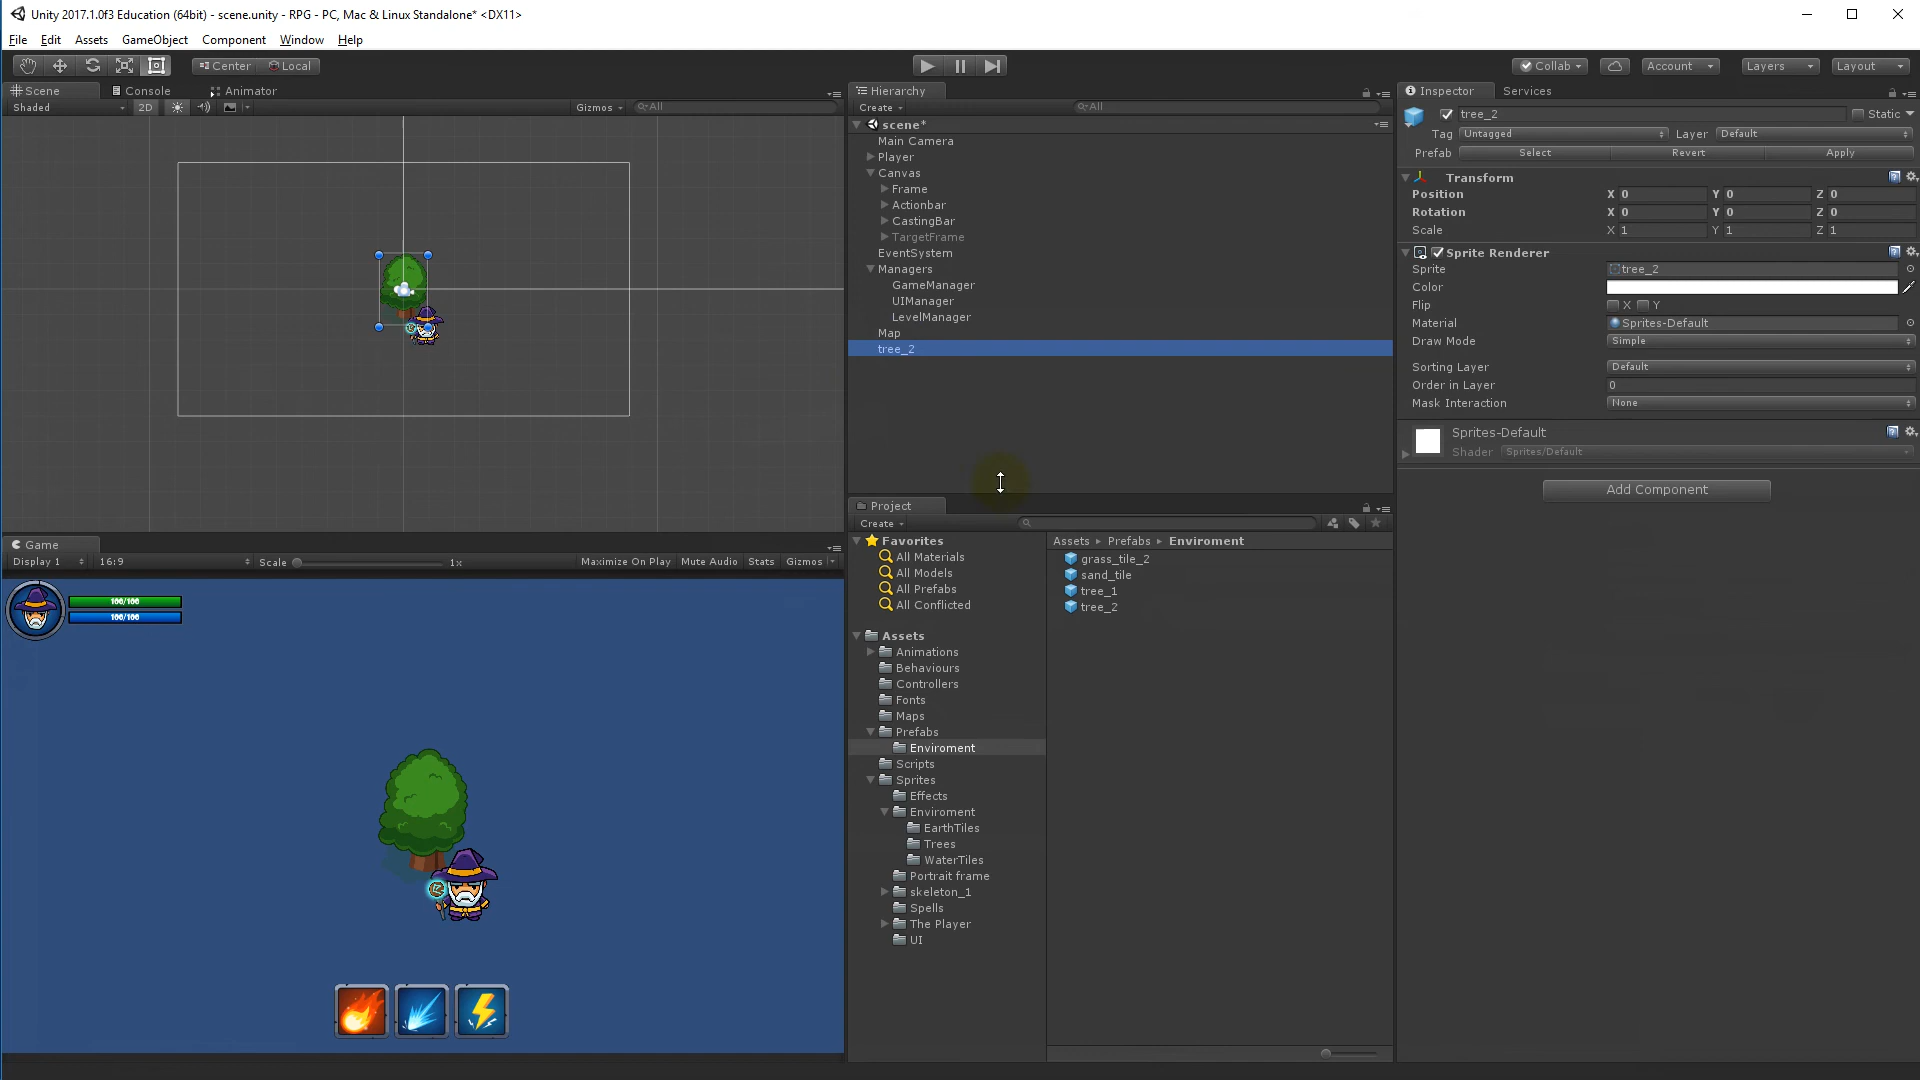 Unity 2017.1.0f3 Education (64bit) - scene.unity - RPG - PC, Mac & Linux Standalone* <DX11>
File Edit Assets GameObject Component Window Help
Center Local Collab Account Layers Layout
Scene Console Animator
Shaded 2D Gizmos All
Hierarchy
Create All
scene*
Main Camera
Player
Canvas
Frame
Actionbar
CastingBar
TargetFrame
EventSystem
Managers
GameManager
UIManager
LevelManager
Map
tree_2
Inspector Services
tree_2 Static
Tag Untagged Layer Default
Prefab Select Revert Apply
Transform
Position X 0 Y 0 Z 0
Rotation X 0 Y 0 Z 0
Scale X 1 Y 1 Z 1
Sprite Renderer
Sprite tree_2
Color
Flip X Y
Material Sprites-Default
Draw Mode Simple
Sorting Layer Default
Order in Layer 0
Mask Interaction None
Sprites-Default
Shader Sprites/Default
Add Component
Game
Display 1 16:9 Scale 1x Maximize On Play Mute Audio Stats Gizmos
100/100
100/100
Project
Create
Favorites
All Materials
All Models
All Prefabs
All Conflicted
Assets
Animations
Behaviours
Controllers
Fonts
Maps
Prefabs
Enviroment
Scripts
Sprites
Effects
Enviroment
EarthTiles
Trees
WaterTiles
Portrait frame
skeleton_1
Spells
The Player
UI
Assets Prefabs Enviroment
grass_tile_2
sand_tile
tree_1
tree_2